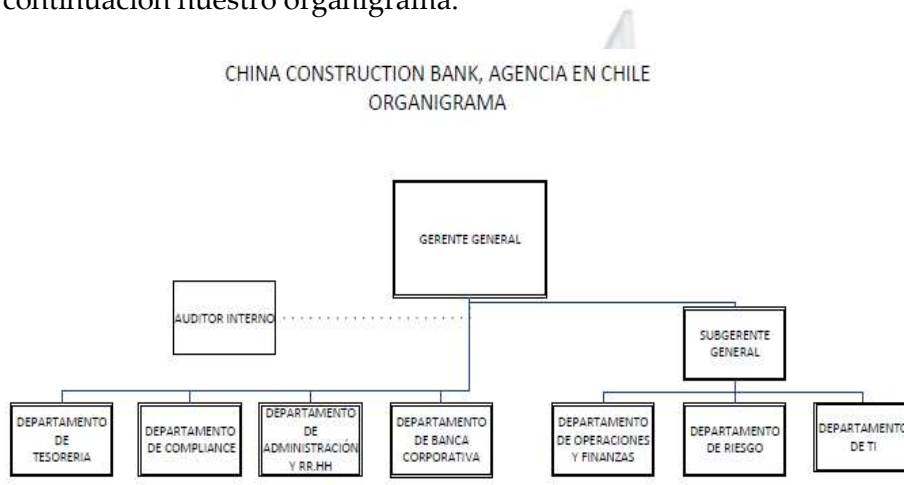 continuación nuestro organigrama:
CHINA CONSTRUCTION BANK, AGENCIA EN CHILE
ORGANIGRAMA
GERENTE GENERAL
AUDITOR INTERNO
SUBGERENTE
GENERAL
DEPARTAMENTO
DE
TESORERIA
DEPARTAMENTO
DE COMPLIANCE
DEPARTAMENTO
DE
ADMINISTRACIÓN
Y RR.HH
DEPARTAMENTO
DE BANCA
CORPORATIVA
DEPARTAMENTO
DE OPERACIONES
Y FINANZAS
DEPARTAMENTO
DE RIESGO
DEPARTAMENTO
DE TI